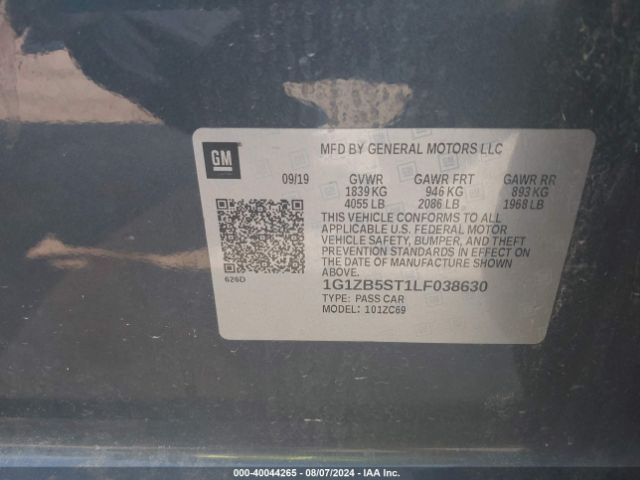 GM
MFD BY GENERAL MOTORS LLC
09/19 GVWR GAWR FRT GAWR RR
1839 KG 946 KG 893 KG
4055 LB 2086 LB 1968 LB
THIS VEHICLE CONFORMS TO ALL
APPLICABLE U.S. FEDERAL MOTOR
VEHICLE SAFETY, BUMPER, AND THEFT
PREVENTION STANDARDS IN EFFECT ON
THE DATE OF MANUFACTURE SHOWN
ABOVE.
626D
1G1ZB5ST1LF038630
TYPE: PASS CAR
MODEL: 101ZC69
000-40044265 - 08/07/2024 - IAA Inc.